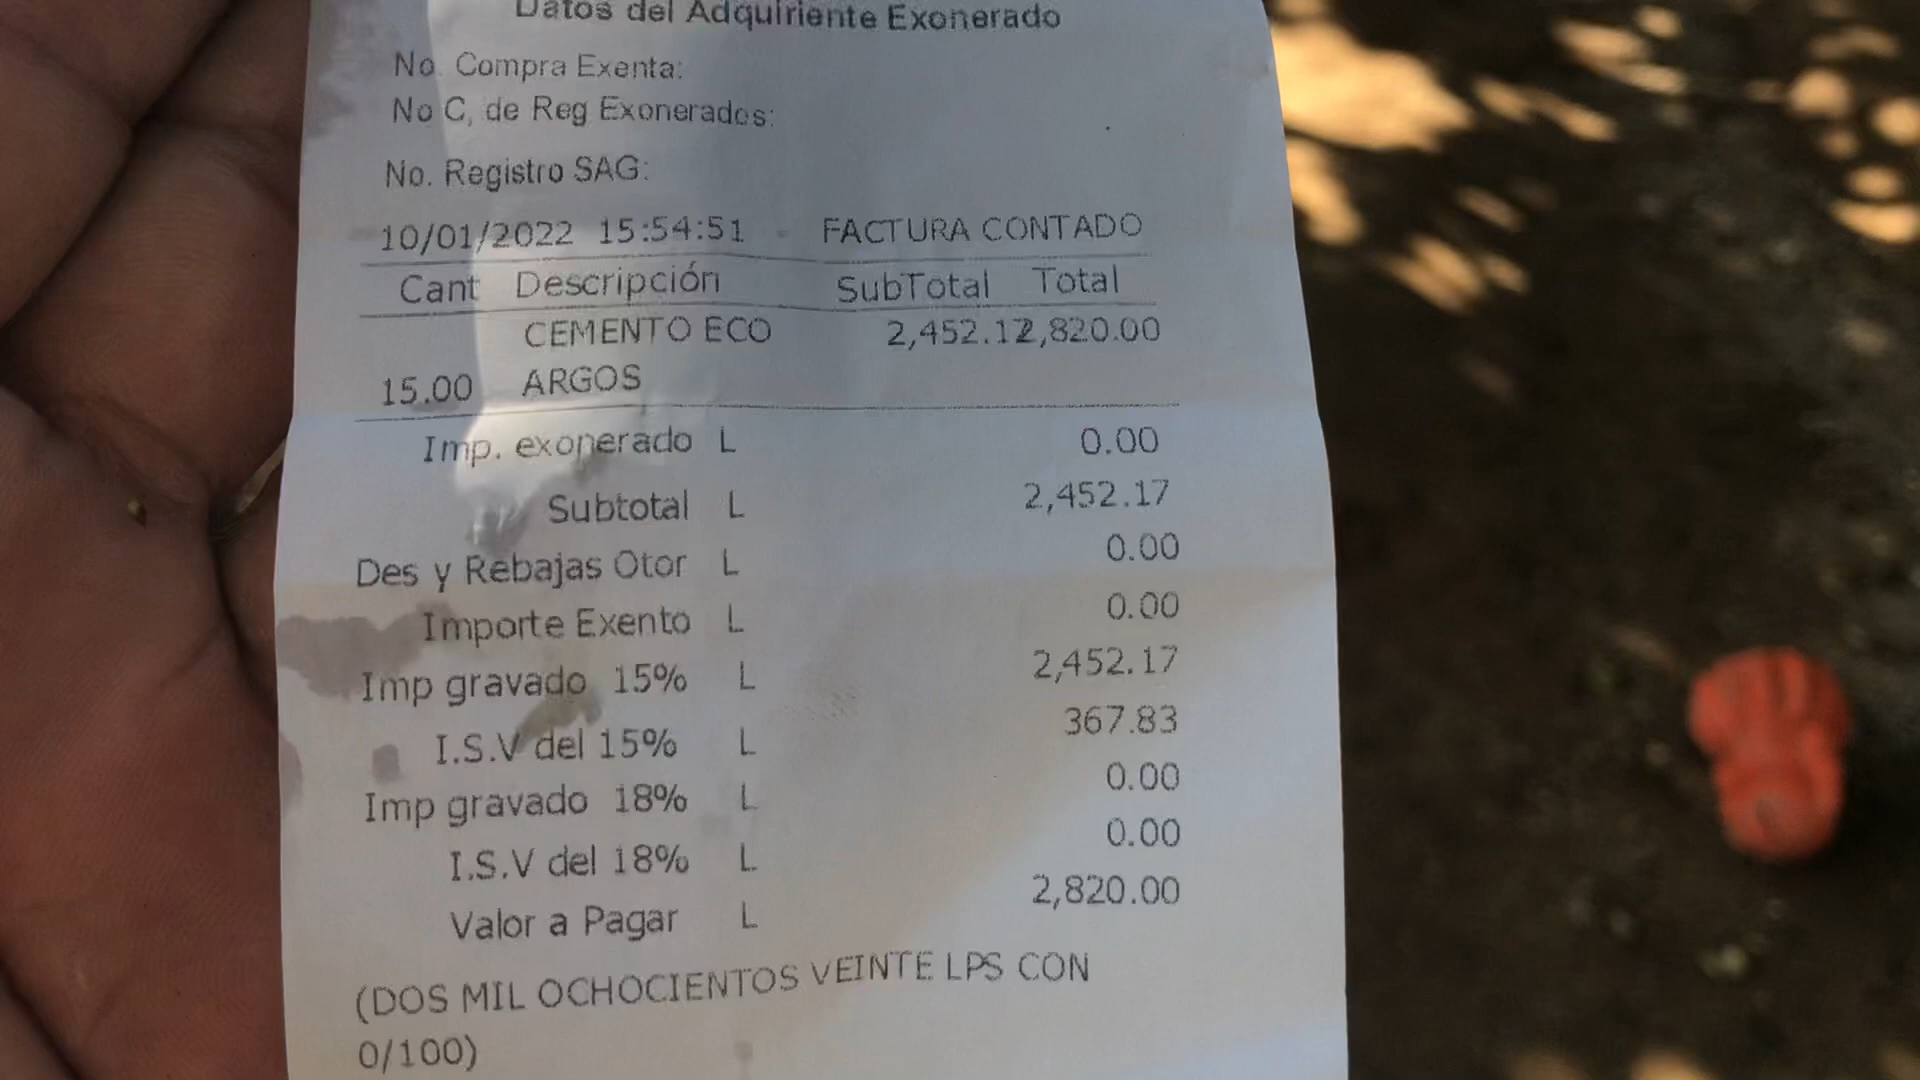 Datos del Adquiriente Exonerado
No. Compra Exenta:
No C, de Reg Exonerados:
No. Registro SAG:
10/01/2022 15:54:51 - FACTURA CONTADO
Cant Descripción SubTotal Total
CEMENTO ECO 2,452.12,820.00
15.00 ARGOS
Imp. exonerado L 0.00
Subtotal L 2,452.17
Des y Rebajas Otor L 0.00
Importe Exento L 0.00
Imp gravado 15% L 2,452.17
I.S.V del 15% L 367.83
Imp gravado 18% L 0.00
I.S.V del 18% L 0.00
Valor a Pagar L 2,820.00
(DOS MIL OCHOCIENTOS VEINTE LPS CON
0/100)